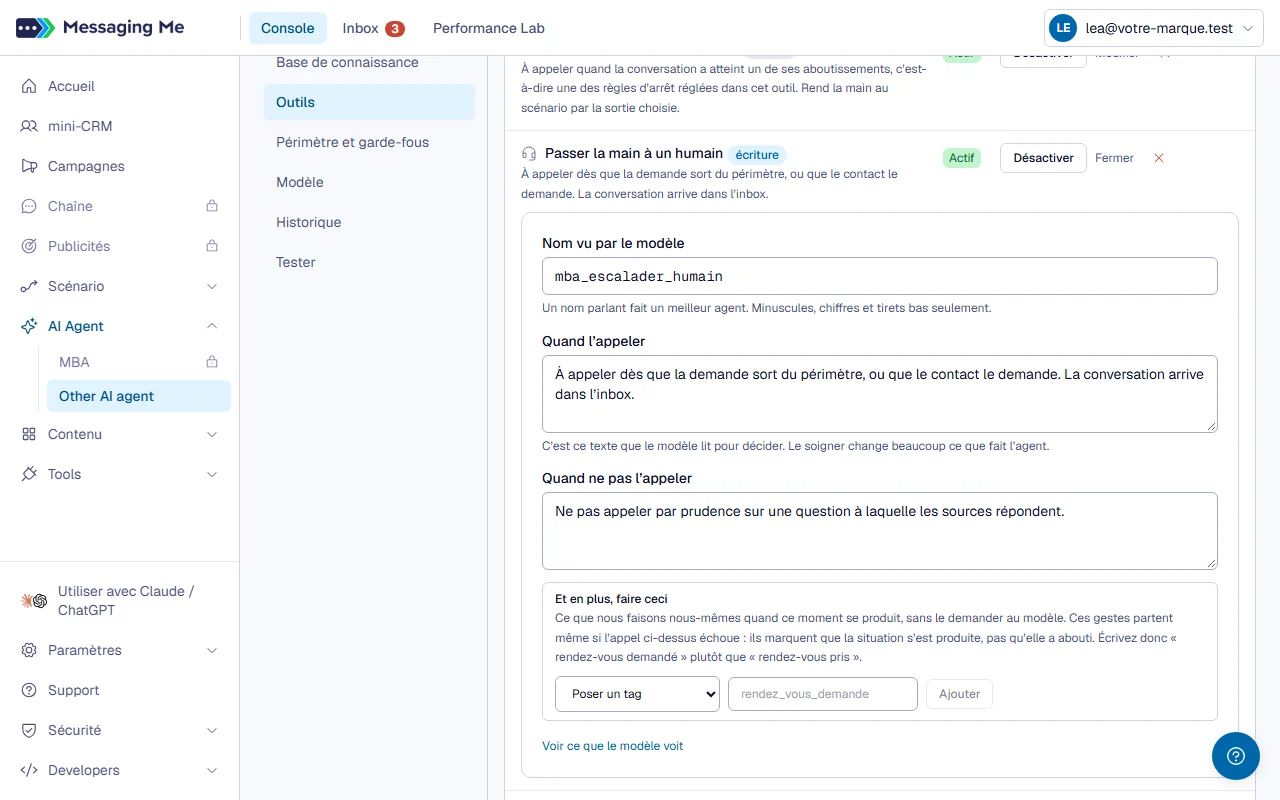 Messaging Me
Console
Inbox 3
Performance Lab
LE lea@votre-marque.test
Accueil
mini-CRM
Campagnes
Chaîne
Publicités
Scénario
AI Agent
MBA
Other AI agent
Contenu
Tools
Utiliser avec Claude /
ChatGPT
Paramètres
Support
Sécurité
Developers
Base de connaissance
Outils
Périmètre et garde-fous
Modèle
Historique
Tester
À appeler quand la conversation a atteint un de ses aboutissements, c'est-
à-dire une des règles d'arrêt réglées dans cet outil. Rend la main au
scénario par la sortie choisie.
Passer la main à un humain écriture
Actif
Désactiver
Fermer
À appeler dès que la demande sort du périmètre, ou que le contact le
demande. La conversation arrive dans l'inbox.
Nom vu par le modèle
mba_escalader_humain
Un nom parlant fait un meilleur agent. Minuscules, chiffres et tirets bas seulement.
Quand l'appeler
À appeler dès que la demande sort du périmètre, ou que le contact le demande. La conversation arrive
dans l'inbox.
C'est ce texte que le modèle lit pour décider. Le soigner change beaucoup ce que fait l'agent.
Quand ne pas l'appeler
Ne pas appeler par prudence sur une question à laquelle les sources répondent.
Et en plus, faire ceci
Ce que nous faisons nous-mêmes quand ce moment se produit, sans le demander au modèle. Ces gestes partent
même si l'appel ci-dessus échoue : ils marquent que la situation s'est produite, pas qu'elle a abouti. Écrivez donc «
rendez-vous demandé » plutôt que « rendez-vous pris ».
Poser un tag
rendez_vous_demande
Ajouter
Voir ce que le modèle voit